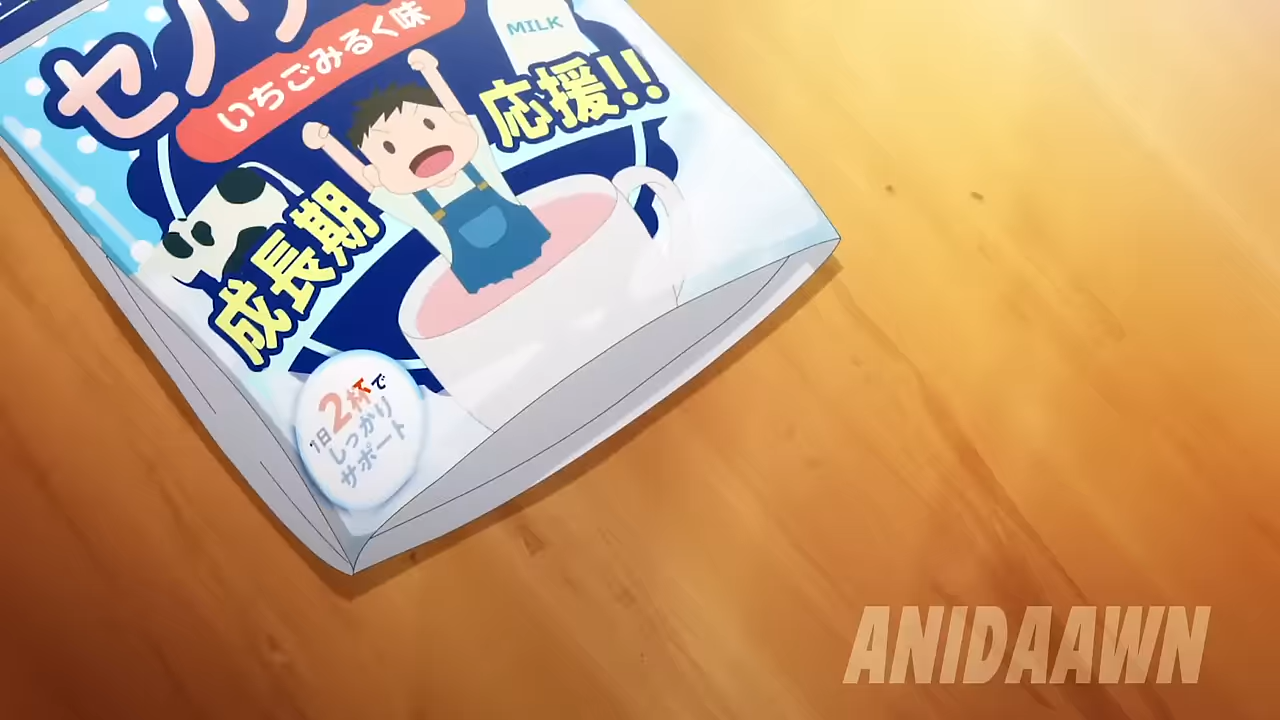 セノ
いちごみるく味
MILK
成長期
応援!!
1日2杯で
しっかり
サポート
ANIDAAWN